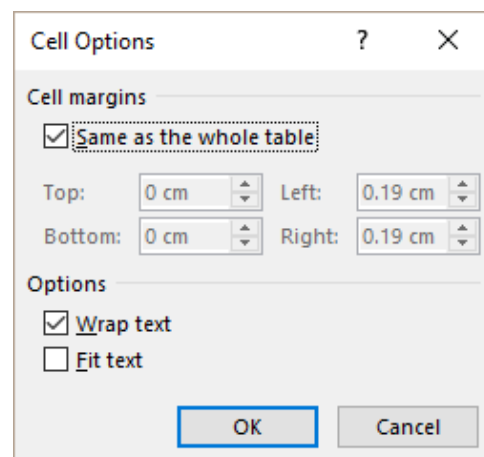 Cell Options ?
Cell margins
Same as the whole table
Top: 0 cm Left: 0.19 cm
Bottom: 0 cm Right: 0.19 cm
Options
Wrap text
Fit text
OK Cancel